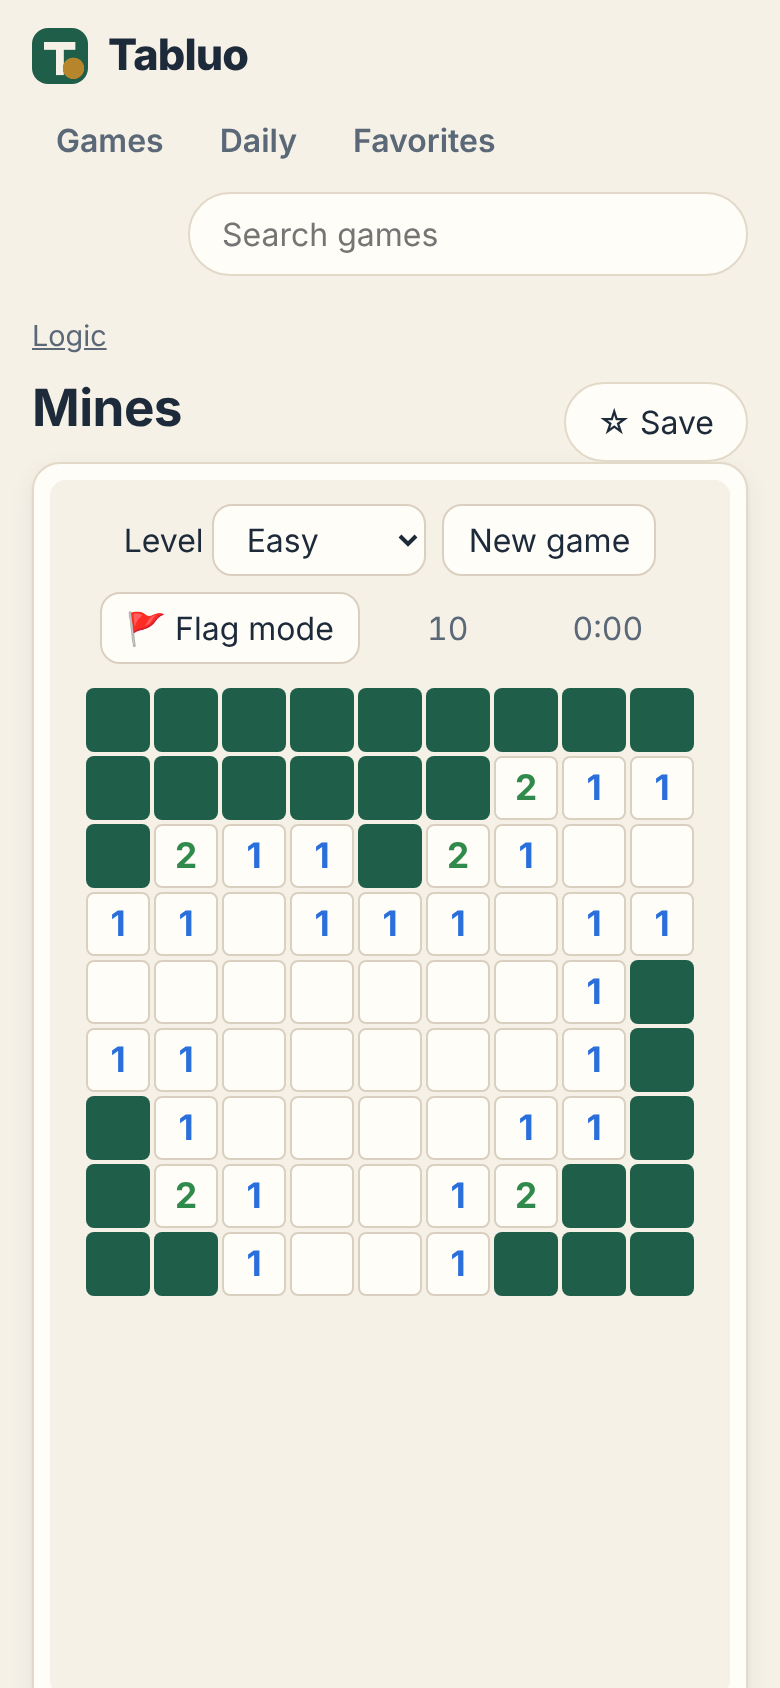 Tabluo
Games Daily Favorites
Search games
Logic
Mines
☆ Save
Level Easy New game
🚩 Flag mode 10 0:00
2 1 1
2 1 1 2 1
1 1 1 1 1 1 1
1
1 1 1
1 1 1
2 1 1 2
1 1